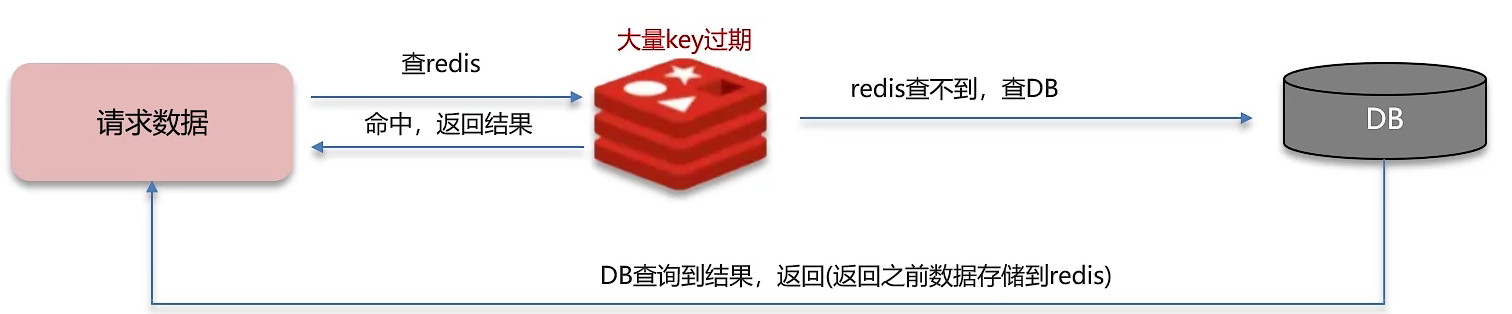 大量key过期
查redis
redis查不到，查DB
请求数据
命中，返回结果
DB
DB查询到结果，返回(返回之前数据存储到redis)